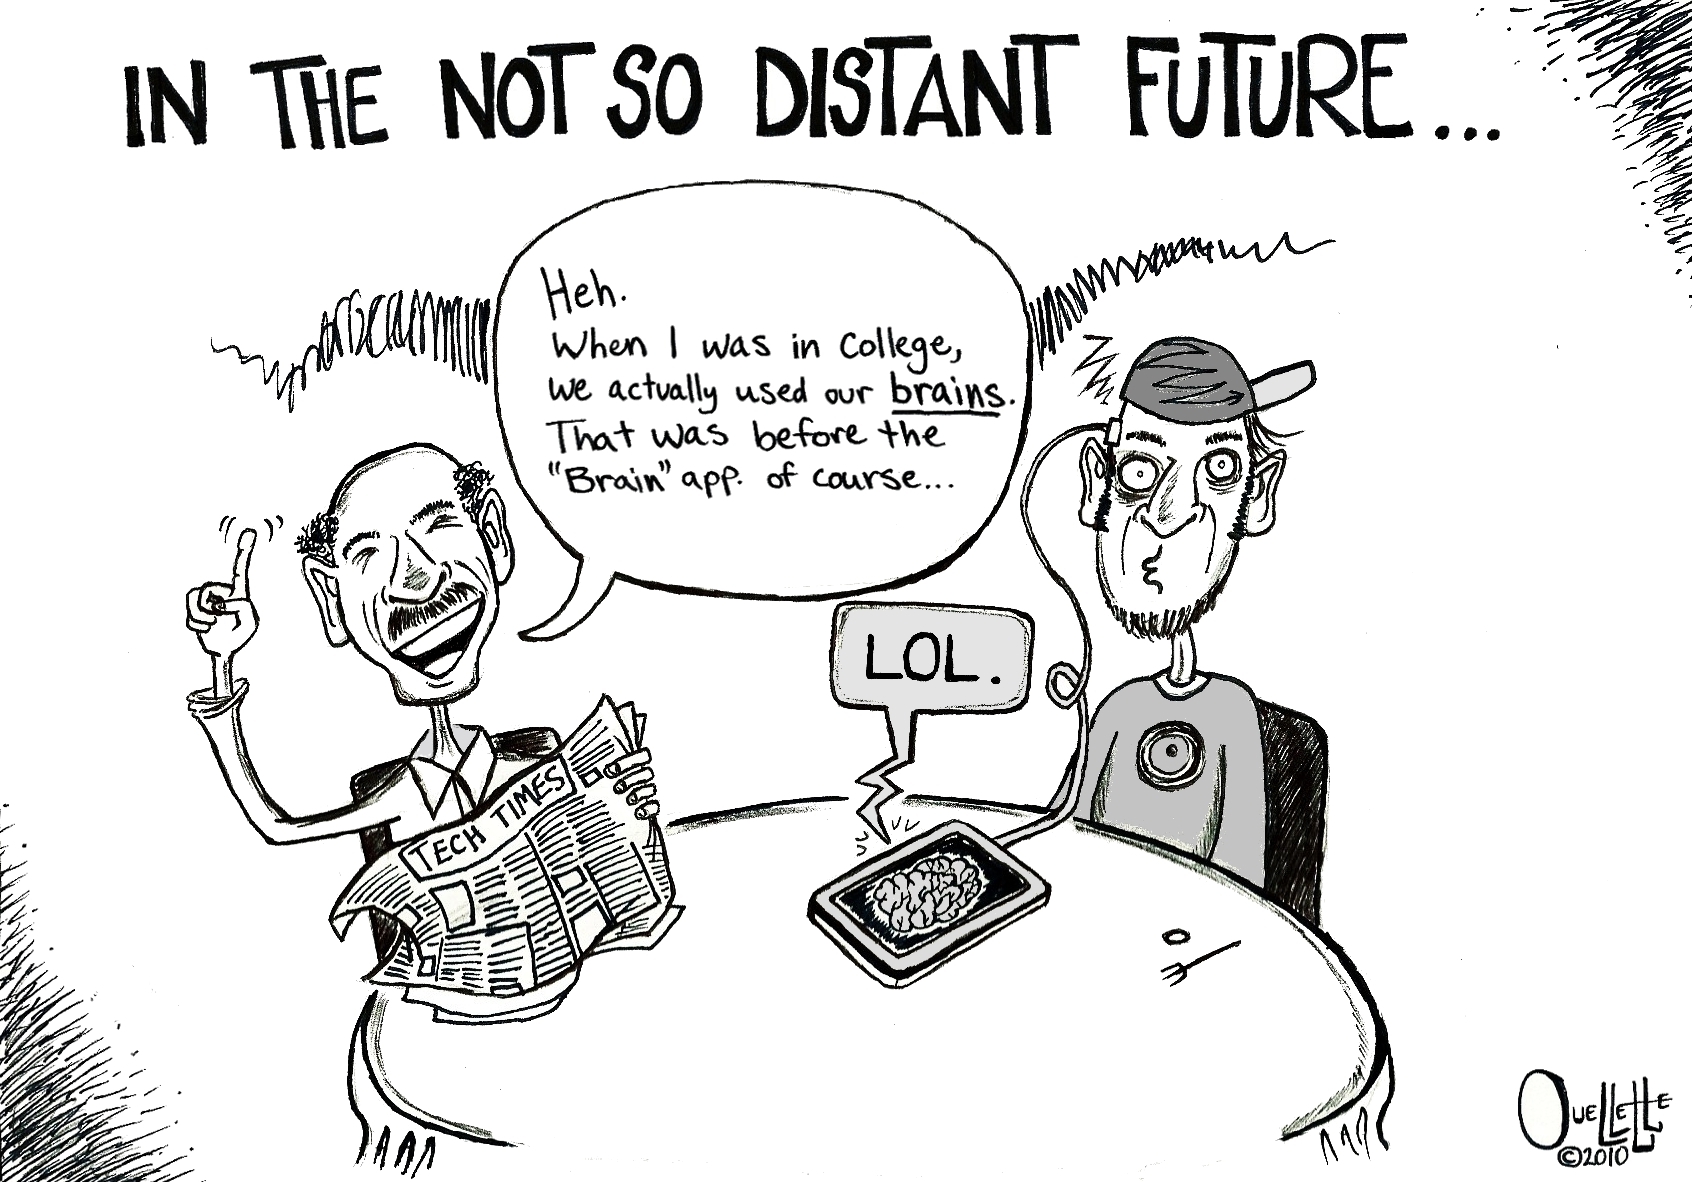 IN THE NOT SO DISTANT FUTURE...
Heh.
When I was in College,
we actually used our brains.
That was before the
"Brain" app. of course...
LOL.
TECH TIMES
OUELLETTE
©2010